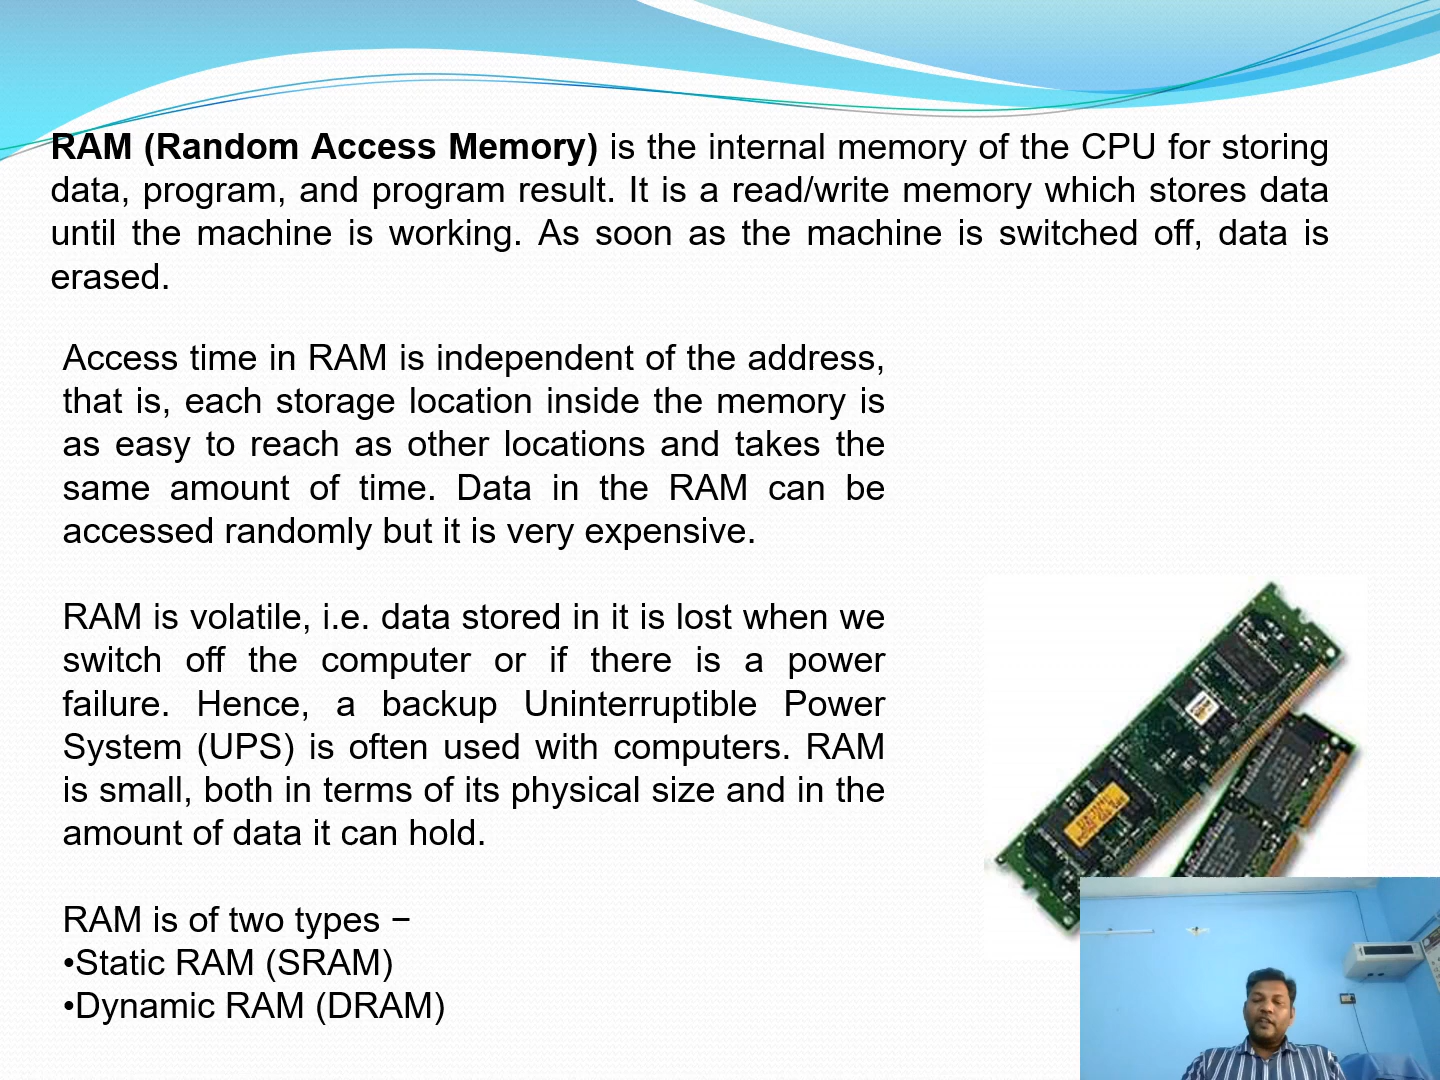 RAM (Random Access Memory) is the internal memory of the CPU for storing
data, program, and program result. It is a read/write memory which stores data
until the machine is working. As soon as the machine is switched off, data is
erased.
Access time in RAM is independent of the address,
that is, each storage location inside the memory is
as easy to reach as other locations and takes the
same amount of time. Data in the RAM can be
accessed randomly but it is very expensive.
RAM is volatile, i.e. data stored in it is lost when we
switch off the computer or if there is a power
failure. Hence, a backup Uninterruptible Power
System (UPS) is often used with computers. RAM
is small, both in terms of its physical size and in the
amount of data it can hold.
RAM is of two types −
•Static RAM (SRAM)
•Dynamic RAM (DRAM)